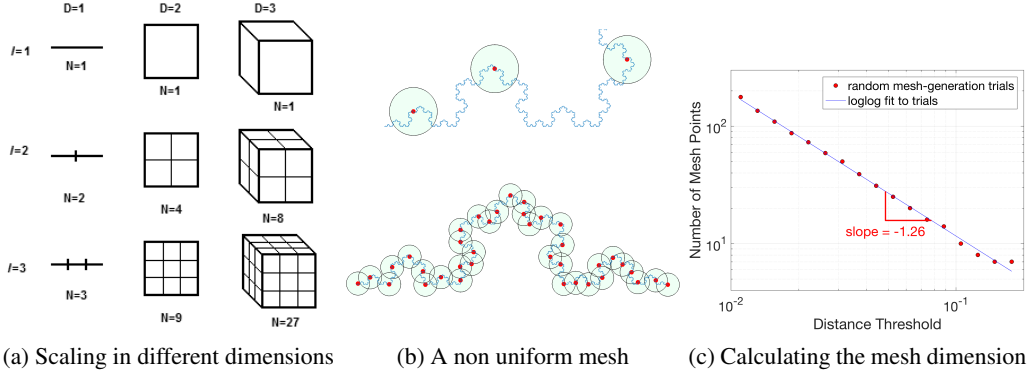 D=1 D=2 D=3
l=1
N=1
N=1
N=1
l=2
N=2
N=4
N=8
l=3
N=3
N=9
N=27
(a) Scaling in different dimensions
(b) A non uniform mesh
Number of Mesh Points
10²
10¹
random mesh-generation trials
loglog fit to trials
slope = -1.26
10⁻² 10⁻¹
Distance Threshold
(c) Calculating the mesh dimension